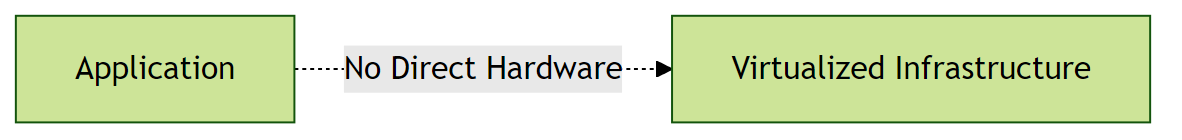 Application
No Direct Hardware
Virtualized Infrastructure